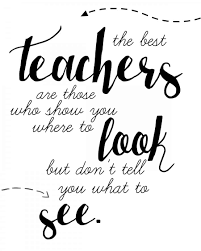 the best
teachers
are those
who show you
where to
look
but don't tell
you what to
see.